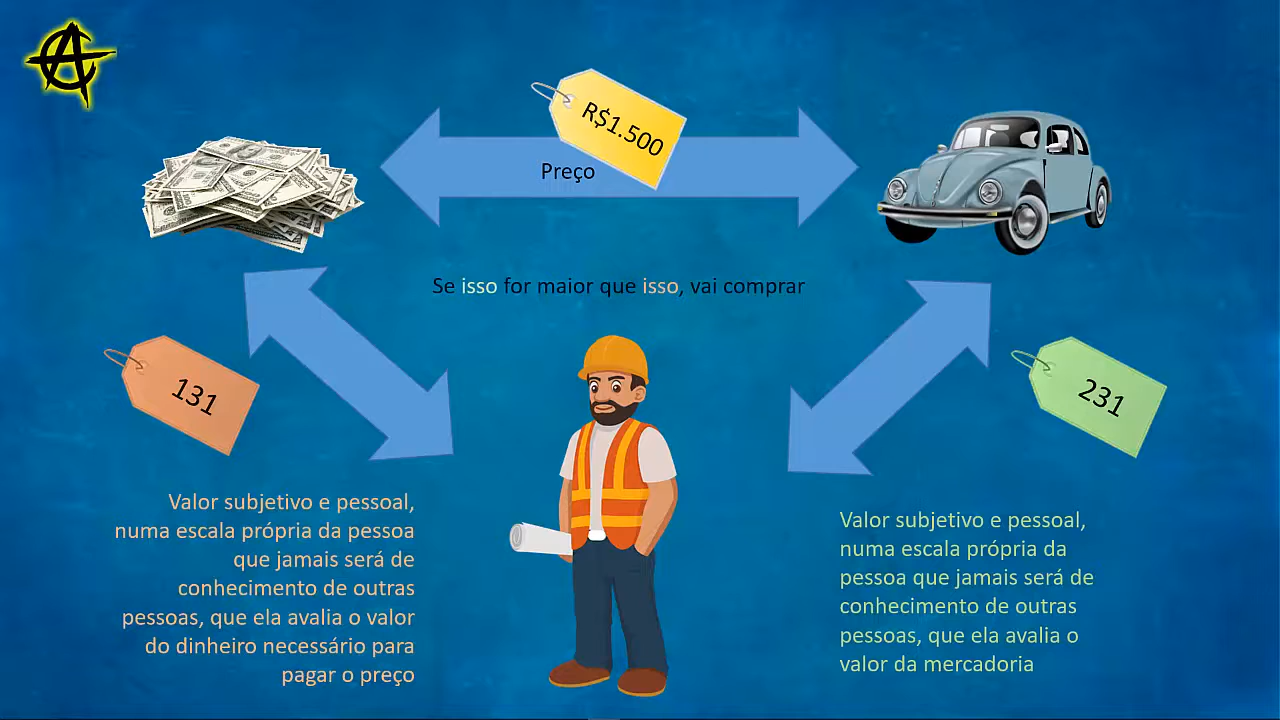 R$1.500
Preço
Se isso for maior que isso, vai comprar
131
231
Valor subjetivo e pessoal,
numa escala própria da pessoa
que jamais será de
conhecimento de outras
pessoas, que ela avalia o valor
do dinheiro necessário para
pagar o preço
Valor subjetivo e pessoal,
numa escala própria da
pessoa que jamais será de
conhecimento de outras
pessoas, que ela avalia o
valor da mercadoria